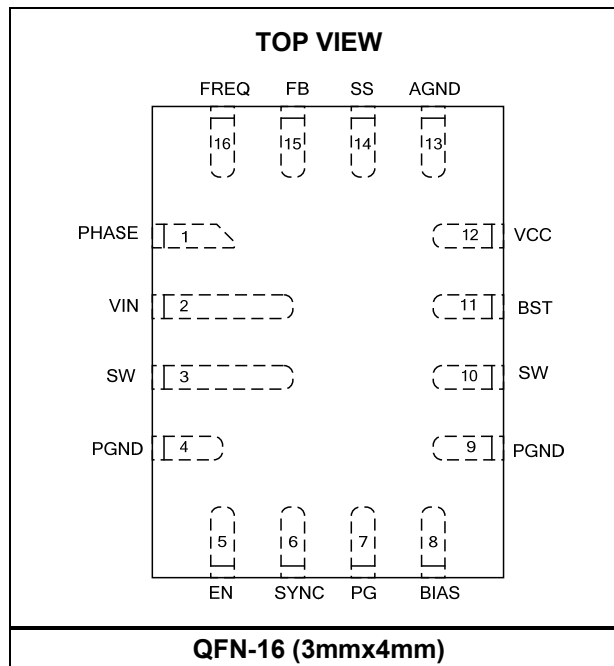 TOP VIEW
FREQ FB SS AGND
16 15 14 13
PHASE 1 12 VCC
VIN 2 11 BST
SW 3 10 SW
PGND 4 9 PGND
5 6 7 8
EN SYNC PG BIAS
QFN-16 (3mmx4mm)